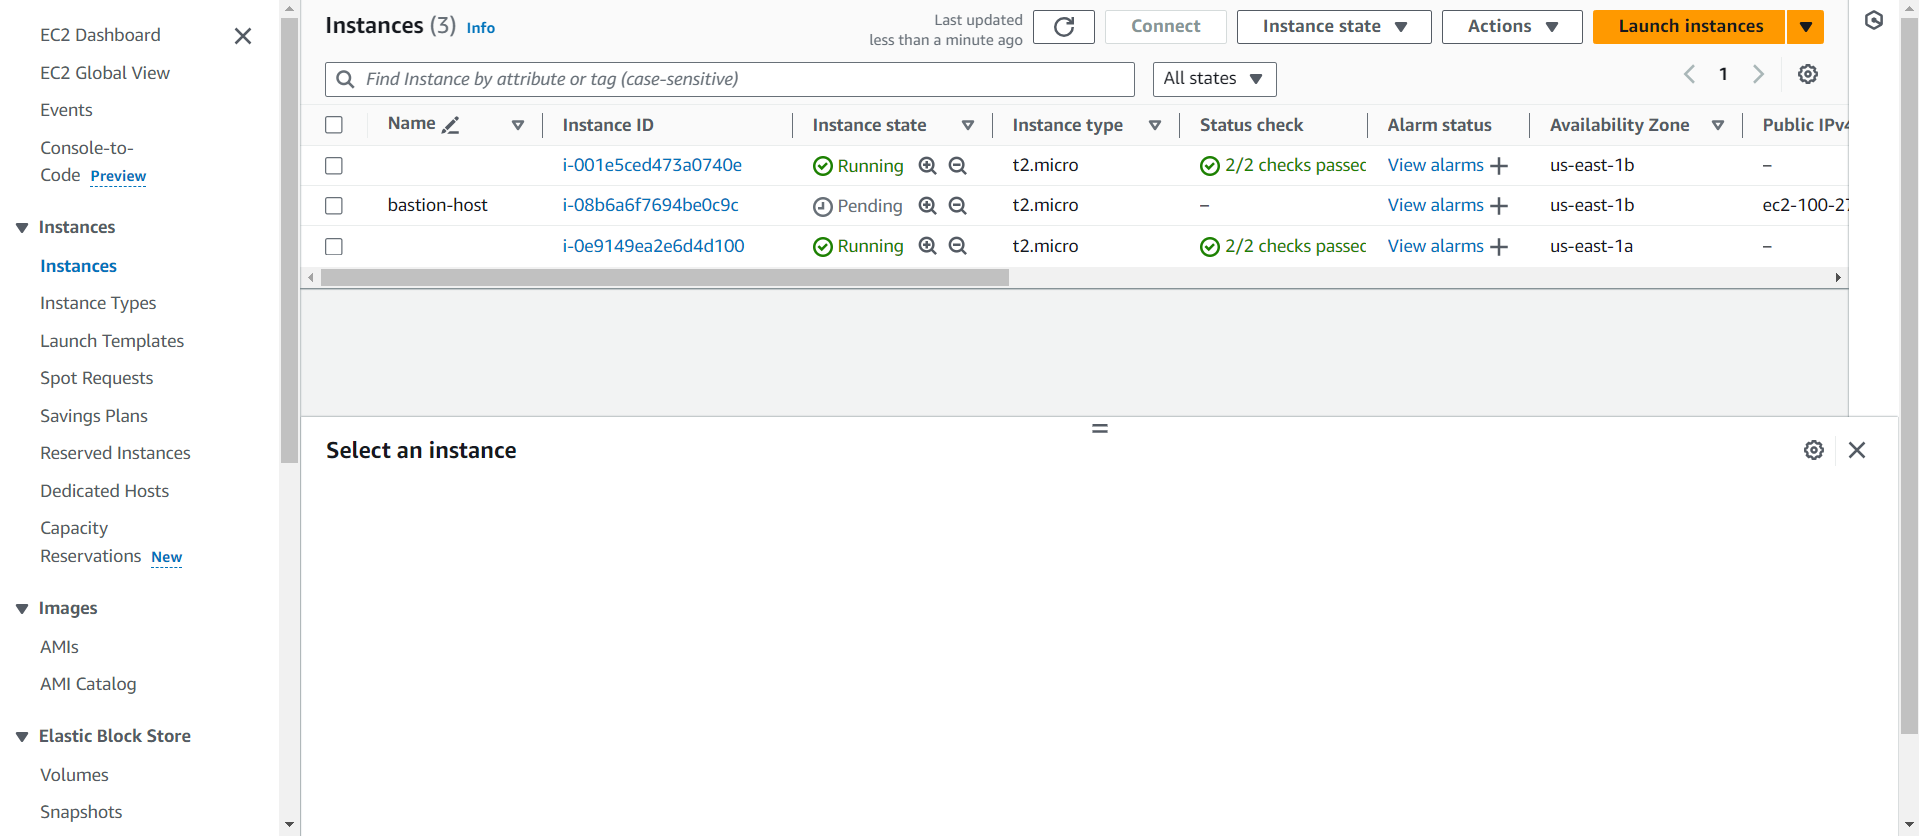 EC2 Dashboard
EC2 Global View
Events
Console-to-
Code Preview
Instances
Instances
Instance Types
Launch Templates
Spot Requests
Savings Plans
Reserved Instances
Dedicated Hosts
Capacity
Reservations New
Images
AMIs
AMI Catalog
Elastic Block Store
Volumes
Snapshots
Instances (3) Info
Last updated
less than a minute ago
Connect
Instance state
Actions
Launch instances
Find Instance by attribute or tag (case-sensitive)
All states
1
Name Instance ID Instance state Instance type Status check Alarm status Availability Zone Public IPv4
i-001e5ced473a0740e Running t2.micro 2/2 checks passed View alarms + us-east-1b –
bastion-host i-08b6a6f7694be0c9c Pending t2.micro – View alarms + us-east-1b ec2-100-27
i-0e9149ea2e6d4d100 Running t2.micro 2/2 checks passed View alarms + us-east-1a –
Select an instance